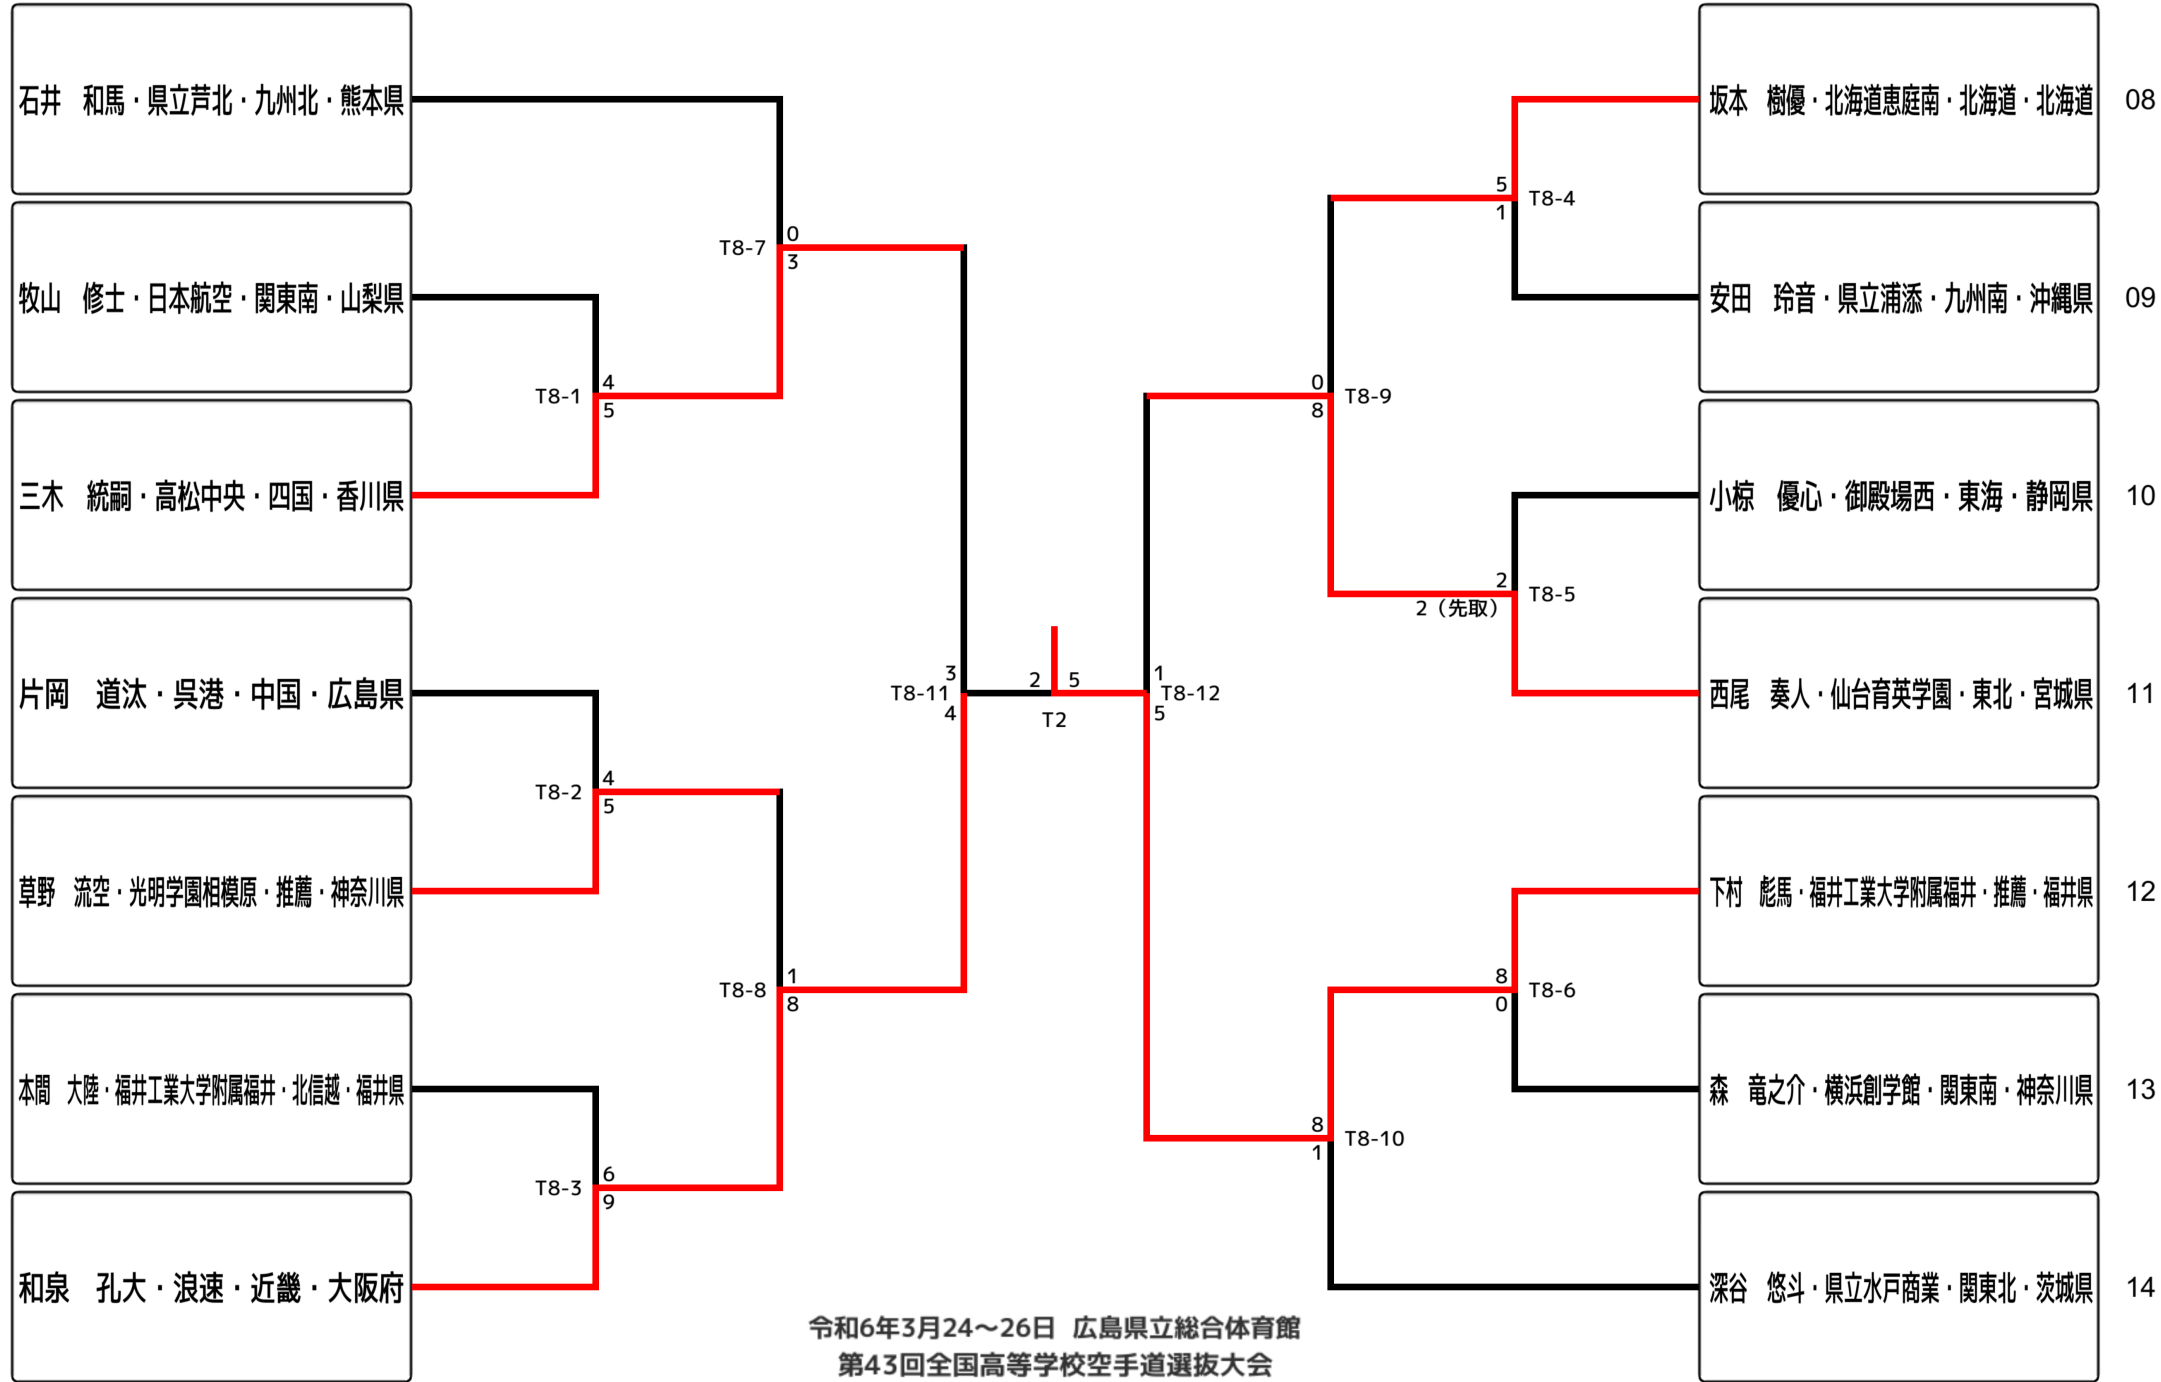 石井　和馬・県立芦北・九州北・熊本県
牧山　修士・日本航空・関東南・山梨県
三木　統嗣・高松中央・四国・香川県
片岡　道汰・呉港・中国・広島県
草野　流空・光明学園相模原・推薦・神奈川県
本間　大陸・福井工業大学附属福井・北信越・福井県
和泉　孔大・浪速・近畿・大阪府
T8-1
4
5
T8-2
4
5
T8-3
6
9
T8-7
0
3
T8-8
1
8
T8-11
3
4
2
5
T2
1
T8-12
5
0
T8-9
8
8
T8-10
1
5
T8-4
1
2
T8-5
2（先取）
8
T8-6
0
坂本　樹優・北海道恵庭南・北海道・北海道
08
安田　玲音・県立浦添・九州南・沖縄県
09
小椋　優心・御殿場西・東海・静岡県
10
西尾　奏人・仙台育英学園・東北・宮城県
11
下村　彪馬・福井工業大学附属福井・推薦・福井県
12
森　竜之介・横浜創学館・関東南・神奈川県
13
深谷　悠斗・県立水戸商業・関東北・茨城県
14
令和6年3月24～26日 広島県立総合体育館
第43回全国高等学校空手道選抜大会